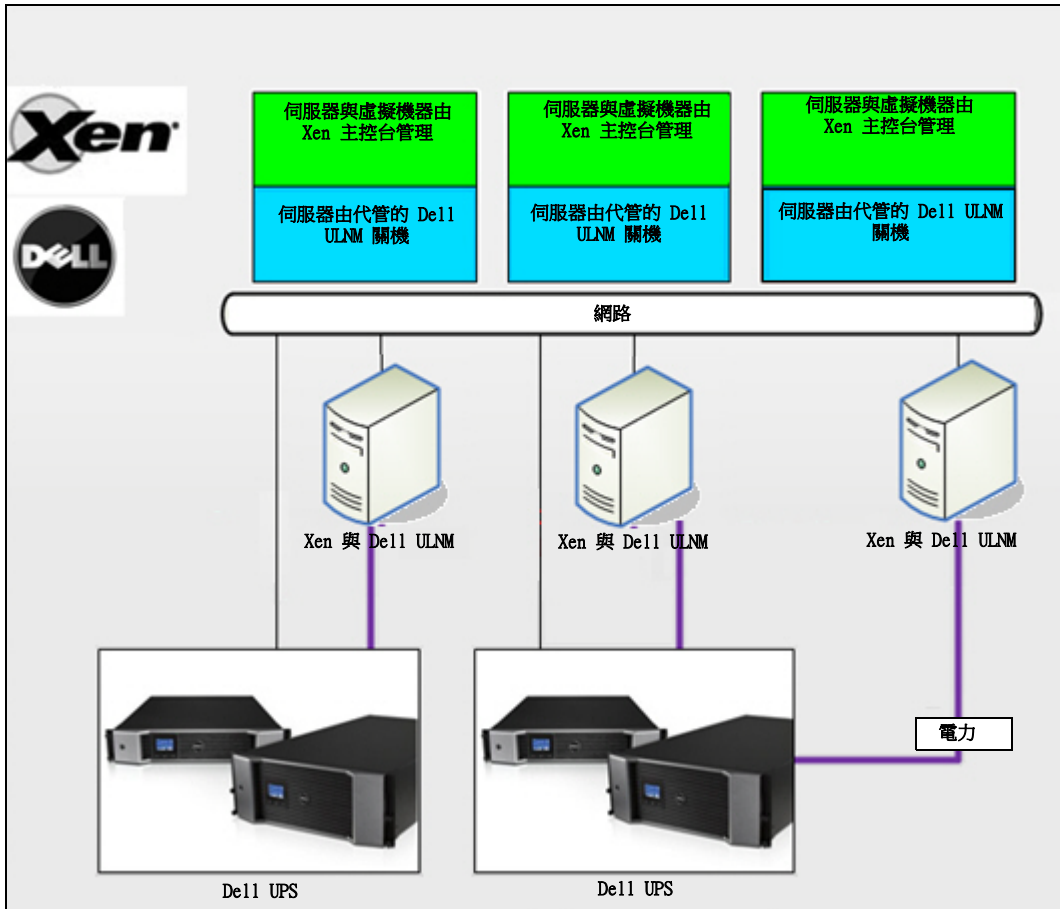 Xen
DELL
伺服器與虛擬機器由
Xen 主控台管理
伺服器與虛擬機器由
Xen 主控台管理
伺服器與虛擬機器由
Xen 主控台管理
伺服器由代管的 Dell
ULNM 關機
伺服器由代管的 Dell
ULNM 關機
伺服器由代管的 Dell ULNM
關機
網路
Xen 與 Dell ULNM
Xen 與 Dell ULNM
Xen 與 Dell ULNM
電力
Dell UPS
Dell UPS